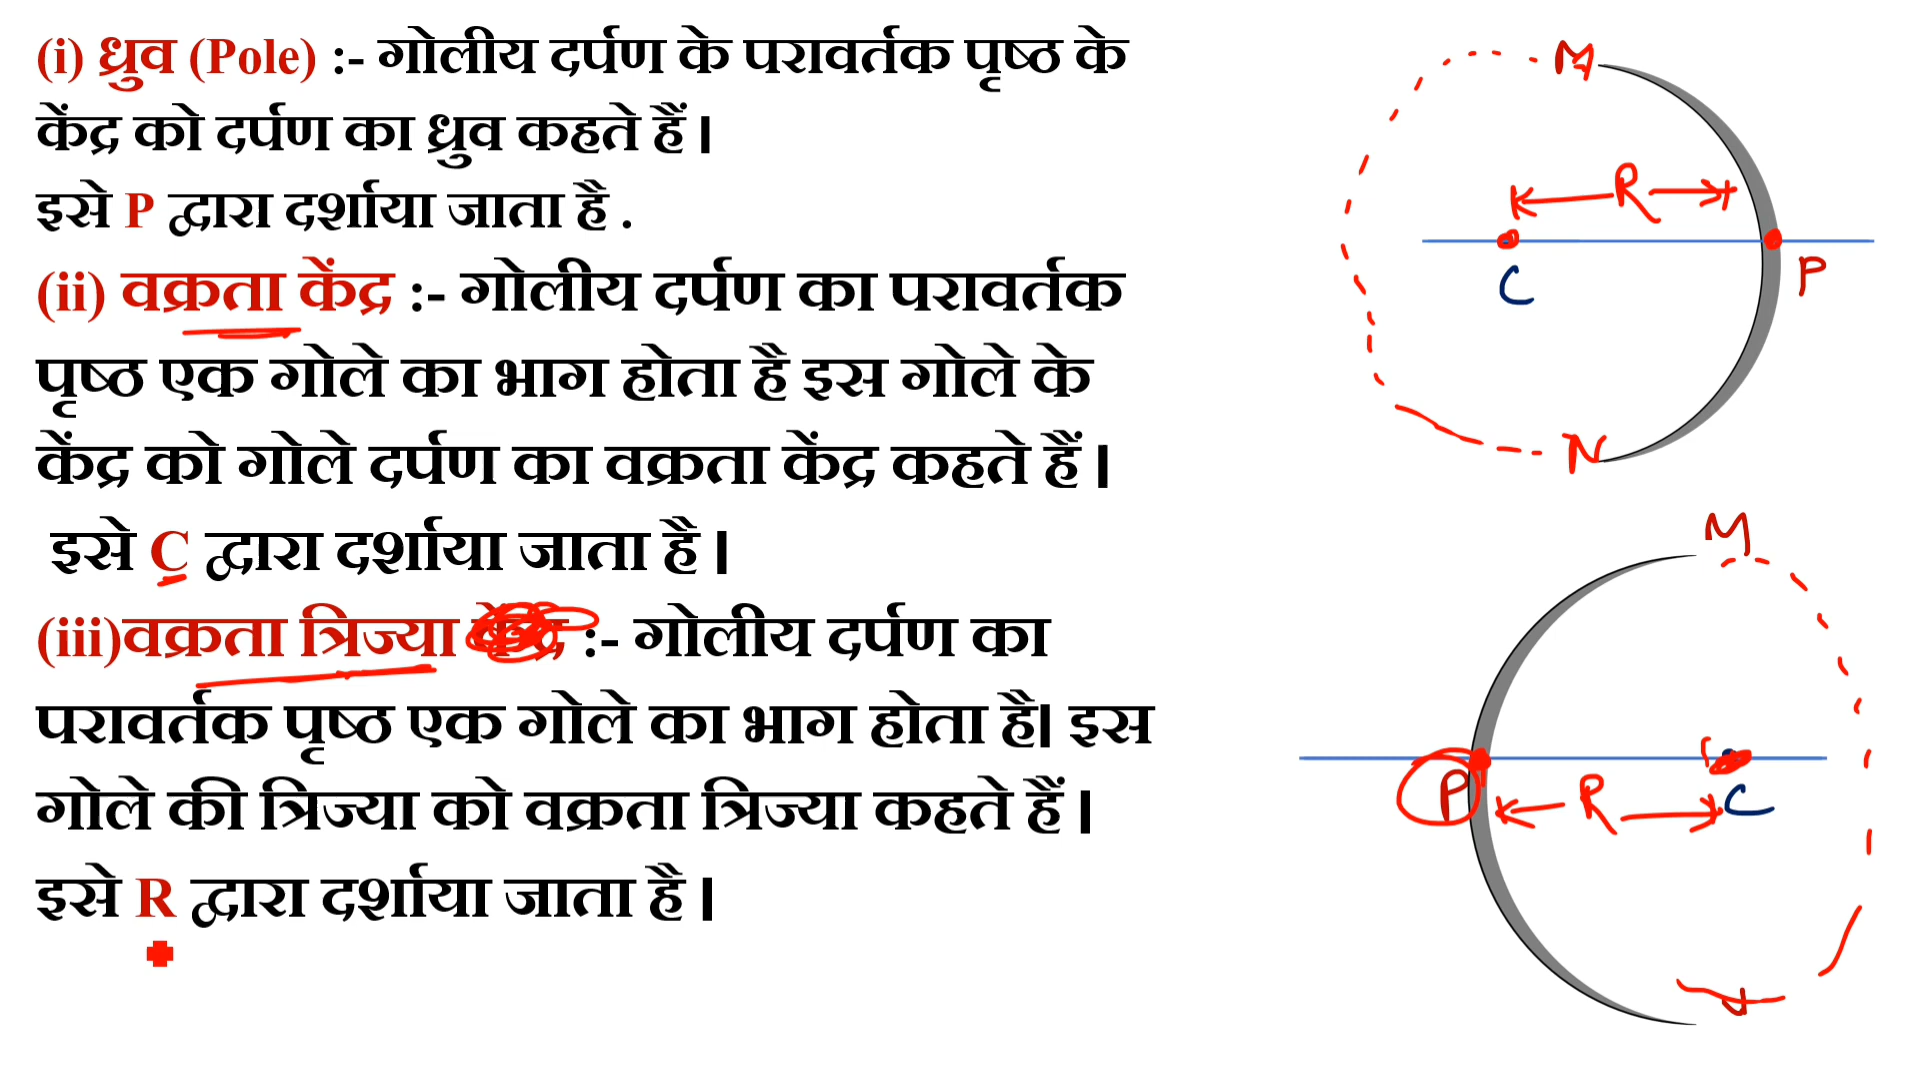 (i) ध्रुव (Pole) :- गोलीय दर्पण के परावर्तक पृष्ठ के
केंद्र को दर्पण का ध्रुव कहते हैं ।
इसे P द्वारा दर्शाया जाता है .
(ii) वक्रता केंद्र :- गोलीय दर्पण का परावर्तक
पृष्ठ एक गोले का भाग होता है इस गोले के
केंद्र को गोले दर्पण का वक्रता केंद्र कहते हैं ।
इसे C द्वारा दर्शाया जाता है ।
(iii)वक्रता त्रिज्या :- गोलीय दर्पण का
परावर्तक पृष्ठ एक गोले का भाग होता है। इस
गोले की त्रिज्या को वक्रता त्रिज्या कहते हैं ।
इसे R द्वारा दर्शाया जाता है ।
M
R
C
P
N
M
P
R
C